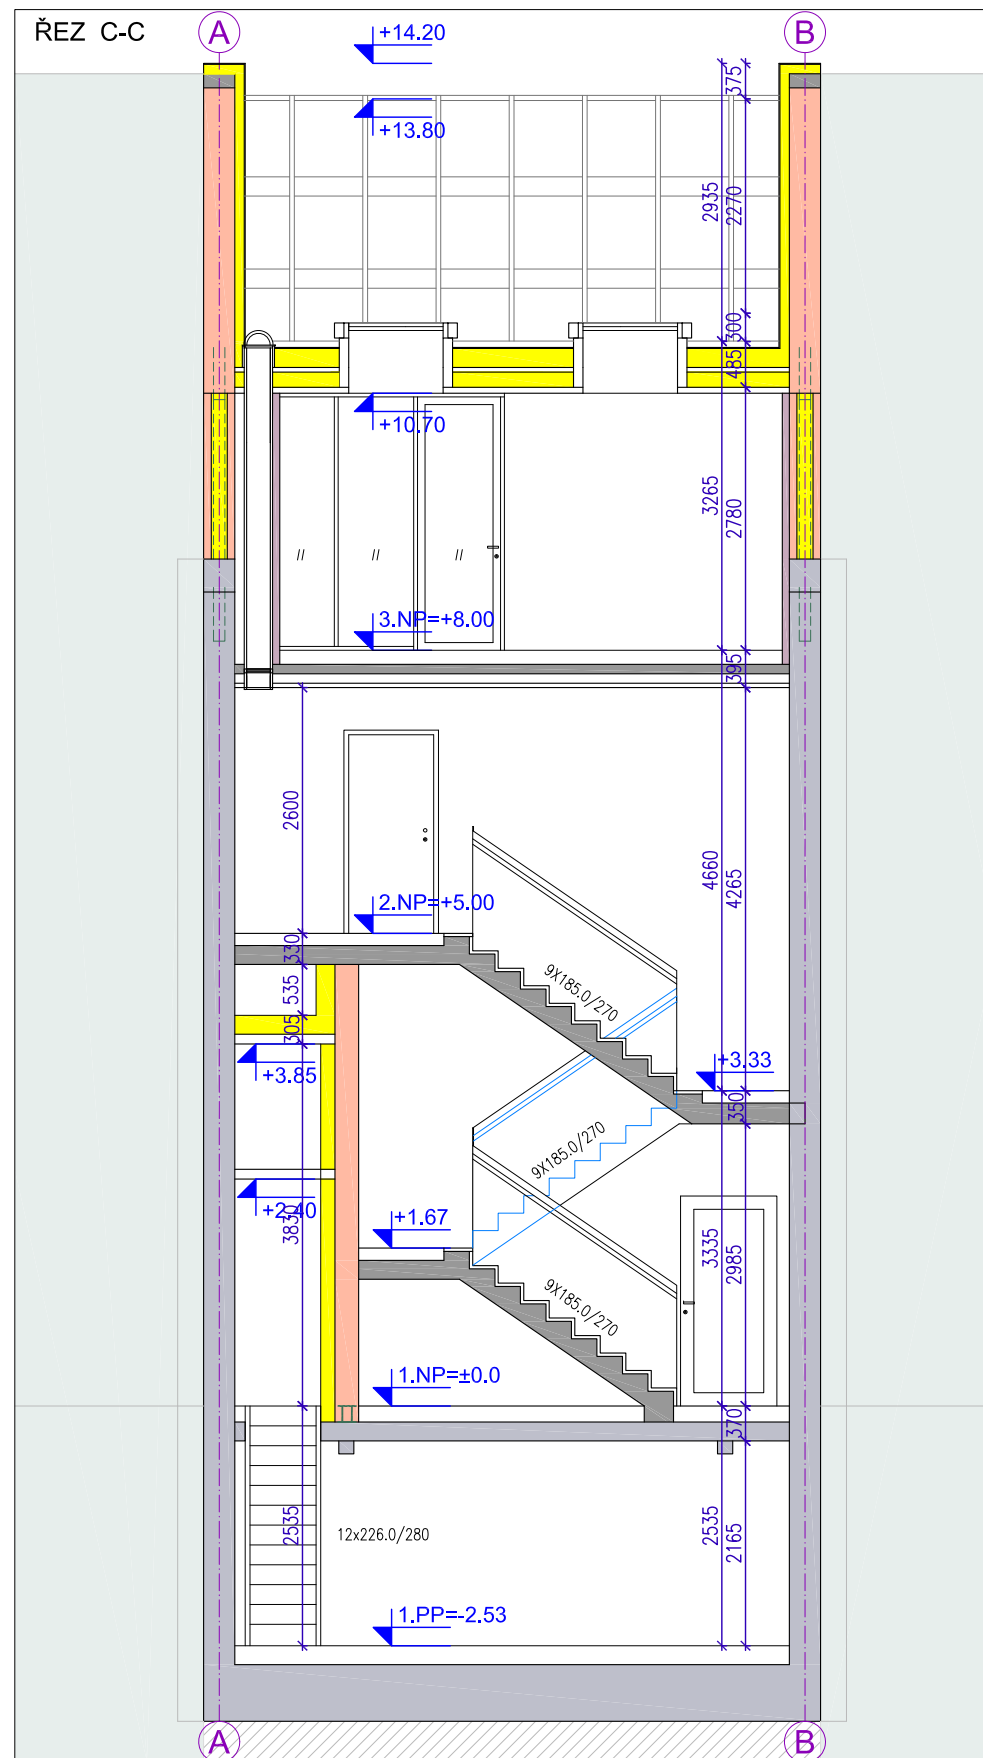 ŘEZ C-C
A
B
+14.20
375
+13.80
2935
2270
300
485
+10.70
3265
2780
//
//
//
3.NP=+8.00
395
2600
4660
4265
2.NP=+5.00
330
535
9X185.0/270
305
+3.85
+3.33
350
9X185.0/270
+2.40
3830
+1.67
3335
2985
9X185.0/270
1.NP=±0.0
370
2535
12x226.0/280
2535
2165
1.PP=-2.53
A
B